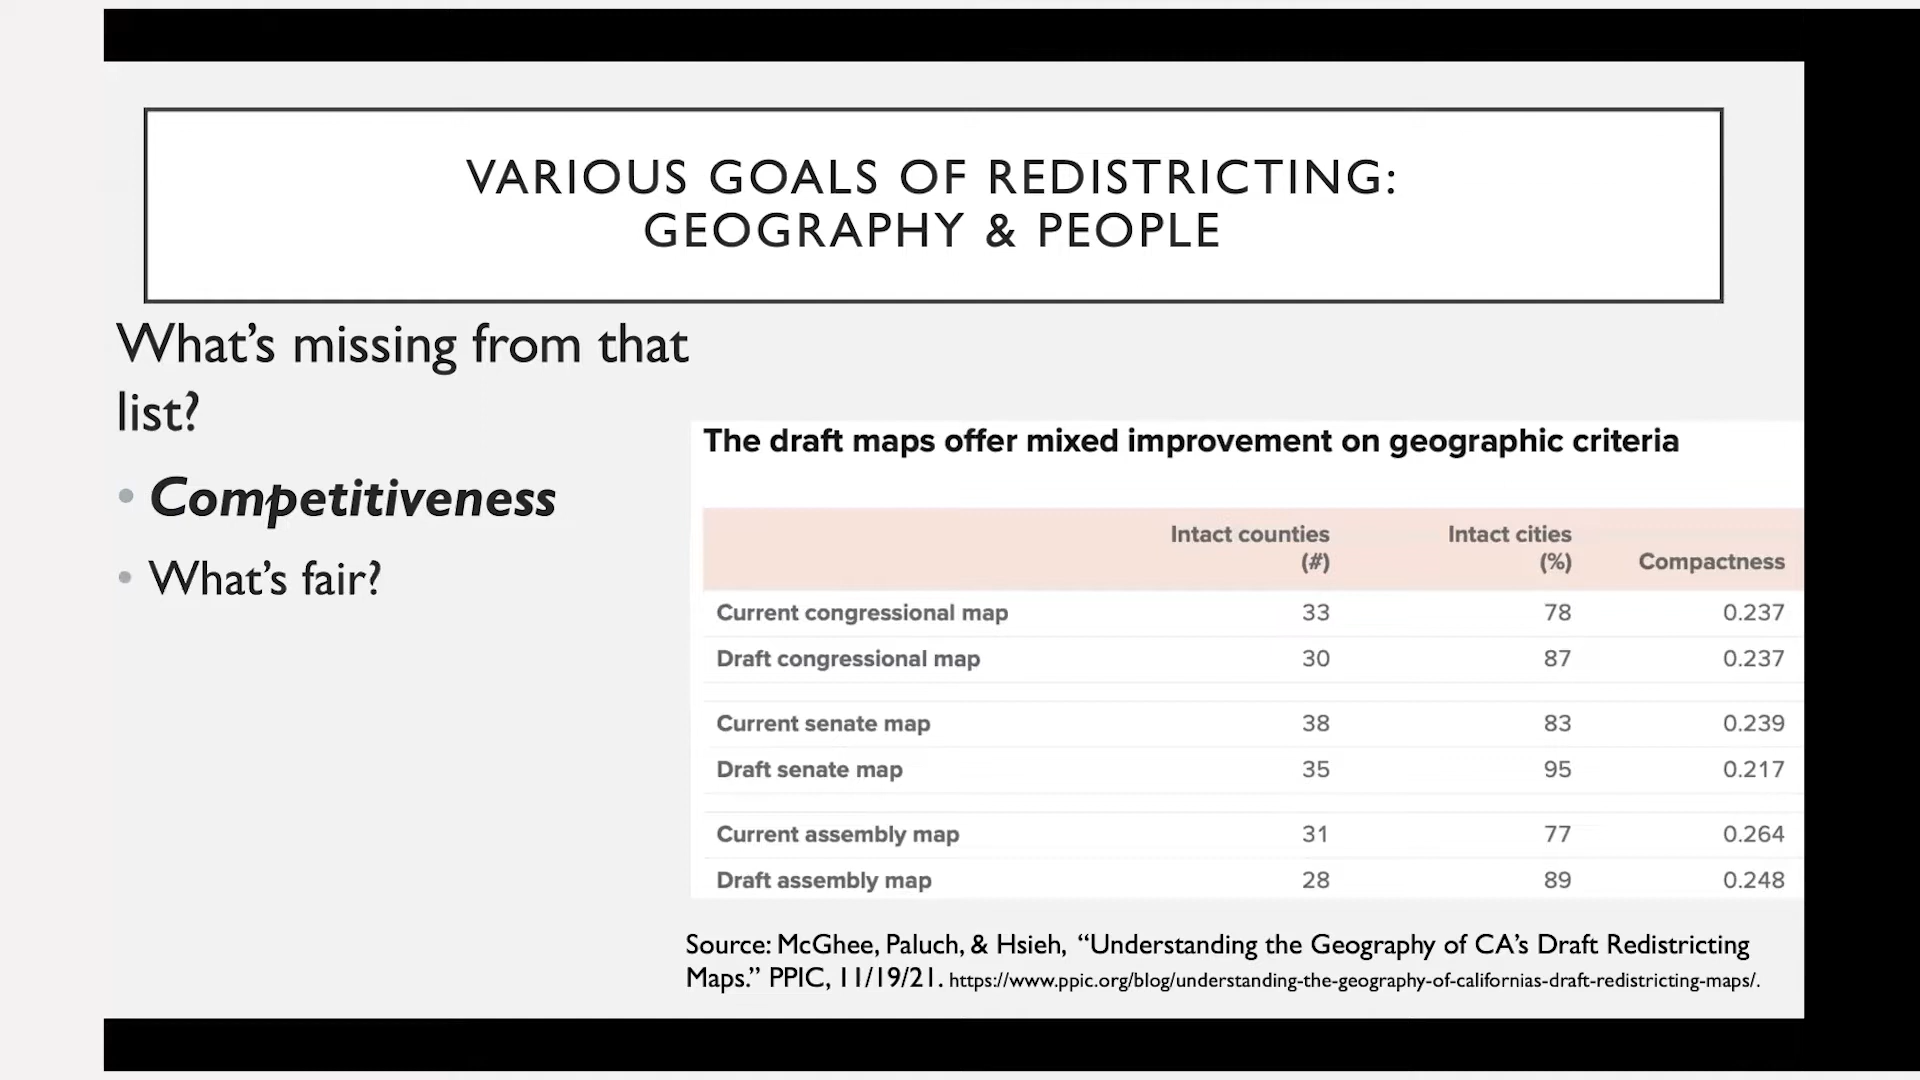 VARIOUS GOALS OF REDISTRICTING:
GEOGRAPHY & PEOPLE
What’s missing from that
list?
• Competitiveness
• What’s fair?
The draft maps offer mixed improvement on geographic criteria
Intact counties (#) Intact cities (%) Compactness
Current congressional map 33 78 0.237
Draft congressional map 30 87 0.237
Current senate map 38 83 0.239
Draft senate map 35 95 0.217
Current assembly map 31 77 0.264
Draft assembly map 28 89 0.248
Source: McGhee, Paluch, & Hsieh, “Understanding the Geography of CA’s Draft Redistricting
Maps.” PPIC, 11/19/21. https://www.ppic.org/blog/understanding-the-geography-of-californias-draft-redistricting-maps/.